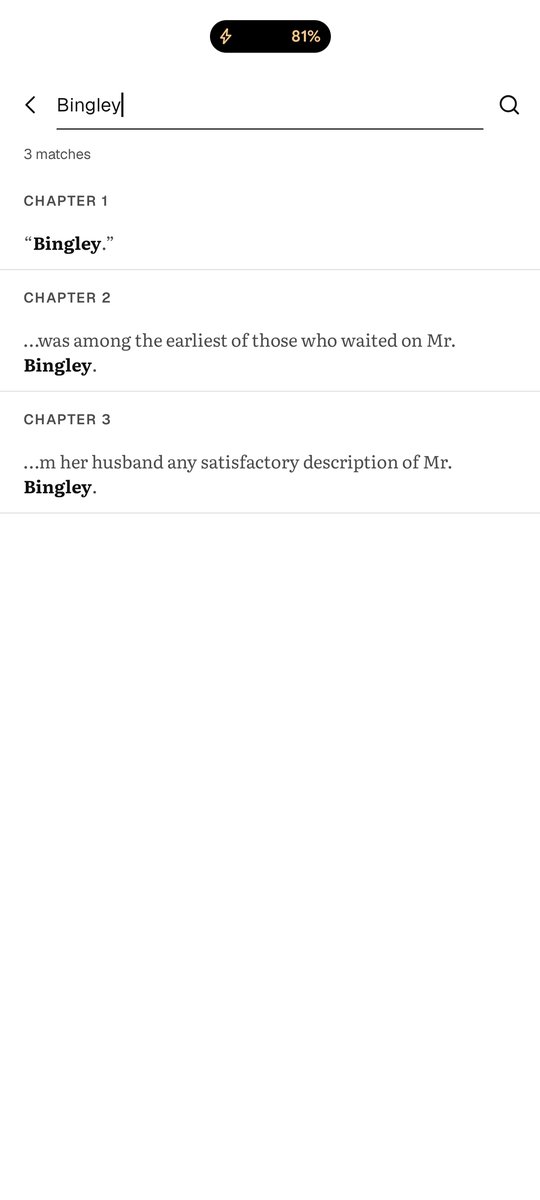 81%
Bingley
3 matches
CHAPTER 1
“Bingley.”
CHAPTER 2
…was among the earliest of those who waited on Mr.
Bingley.
CHAPTER 3
…m her husband any satisfactory description of Mr.
Bingley.